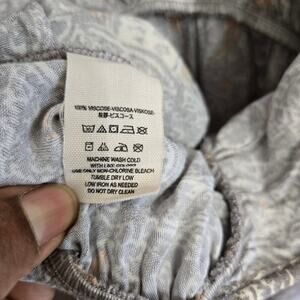 100% VISCOSE-VISCOSA-VISKOSE-
MACHINE WASH COLD
WITH LIKE COLORS
USE ONLY NON-CHLORINE BLEACH
TUMBLE DRY LOW
LOW IRON AS NEEDED
DO NOT DRY CLEAN